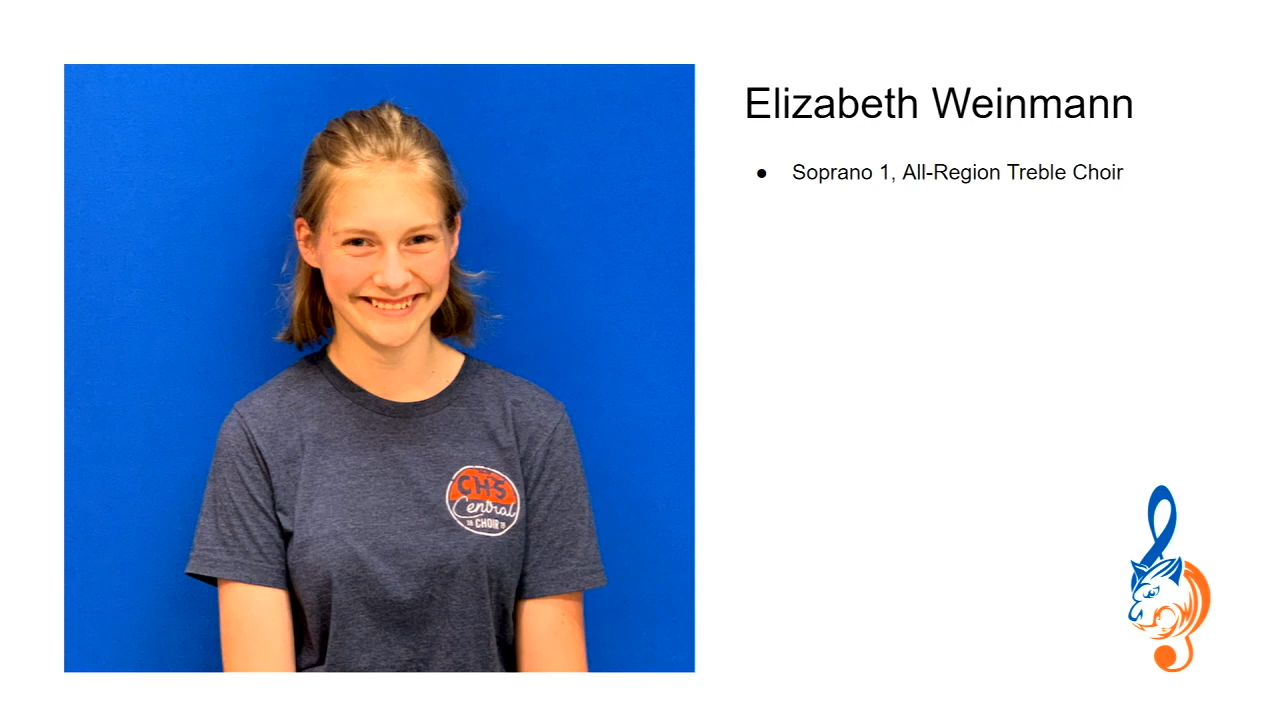 Elizabeth Weinmann
● Soprano 1, All-Region Treble Choir
CHS
Central
CHOIR